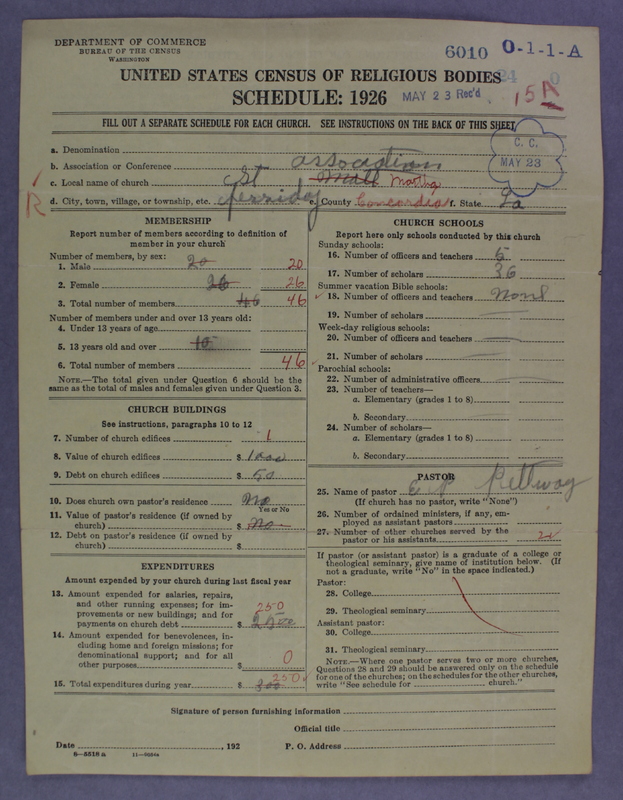 DEPARTMENT OF COMMERCE
BUREAU OF THE CENSUS
WASHINGTON
6010 0-1-1-A
UNITED STATES CENSUS OF RELIGIOUS BODIES
SCHEDULE: 1926 MAY 23 Rec'd 15A
FILL OUT A SEPARATE SCHEDULE FOR EACH CHURCH. SEE INSTRUCTIONS ON THE BACK OF THIS SHEET
C. C.
MAY 23
a. Denomination
b. Association or Conference association
c. Local name of church St Mattie
d. City, town, village, or township, etc. ferriday e. County Concordia f. State La
MEMBERSHIP
Report number of members according to definition of
member in your church
Number of members, by sex:
1. Male 20 20
2. Female 26 26
3. Total number of members 46 46
Number of members under and over 13 years old:
4. Under 13 years of age
5. 13 years old and over 10
6. Total number of members 46
NOTE.—The total given under Question 6 should be the
same as the total of males and females given under Question 3.
CHURCH BUILDINGS
See instructions, paragraphs 10 to 12
7. Number of church edifices 1
8. Value of church edifices $ 1000
9. Debt on church edifices $ 50
10. Does church own pastor's residence No
Yes or No
11. Value of pastor's residence (if owned by
church) $ No
12. Debt on pastor's residence (if owned by
church) $
EXPENDITURES
Amount expended by your church during last fiscal year
13. Amount expended for salaries, repairs,
and other running expenses; for im-
provements or new buildings; and for
payments on church debt $ 250
14. Amount expended for benevolences, in-
cluding home and foreign missions; for
denominational support; and for all
other purposes $ 0
15. Total expenditures during year $ 300 250
CHURCH SCHOOLS
Report here only schools conducted by this church
Sunday schools:
16. Number of officers and teachers 5
17. Number of scholars 36
Summer vacation Bible schools:
18. Number of officers and teachers None
19. Number of scholars
Week-day religious schools:
20. Number of officers and teachers
21. Number of scholars
Parochial schools:
22. Number of administrative officers
23. Number of teachers—
a. Elementary (grades 1 to 8)
b. Secondary
24. Number of scholars—
a. Elementary (grades 1 to 8)
b. Secondary
PASTOR
25. Name of pastor E P Pettway
(If church has no pastor, write "None")
26. Number of ordained ministers, if any, em-
ployed as assistant pastors
27. Number of other churches served by the
pastor or his assistants
If pastor (or assistant pastor) is a graduate of a college or
theological seminary, give name of institution below. (If
not a graduate, write "No" in the space indicated.)
Pastor:
28. College
29. Theological seminary
Assistant pastor:
30. College
31. Theological seminary
NOTE.—Where one pastor serves two or more churches,
Questions 28 and 29 should be answered only on the schedule
for one of the churches; on the schedules for the other churches,
write "See schedule for church."
Signature of person furnishing information
Official title
Date , 192 P. O. Address